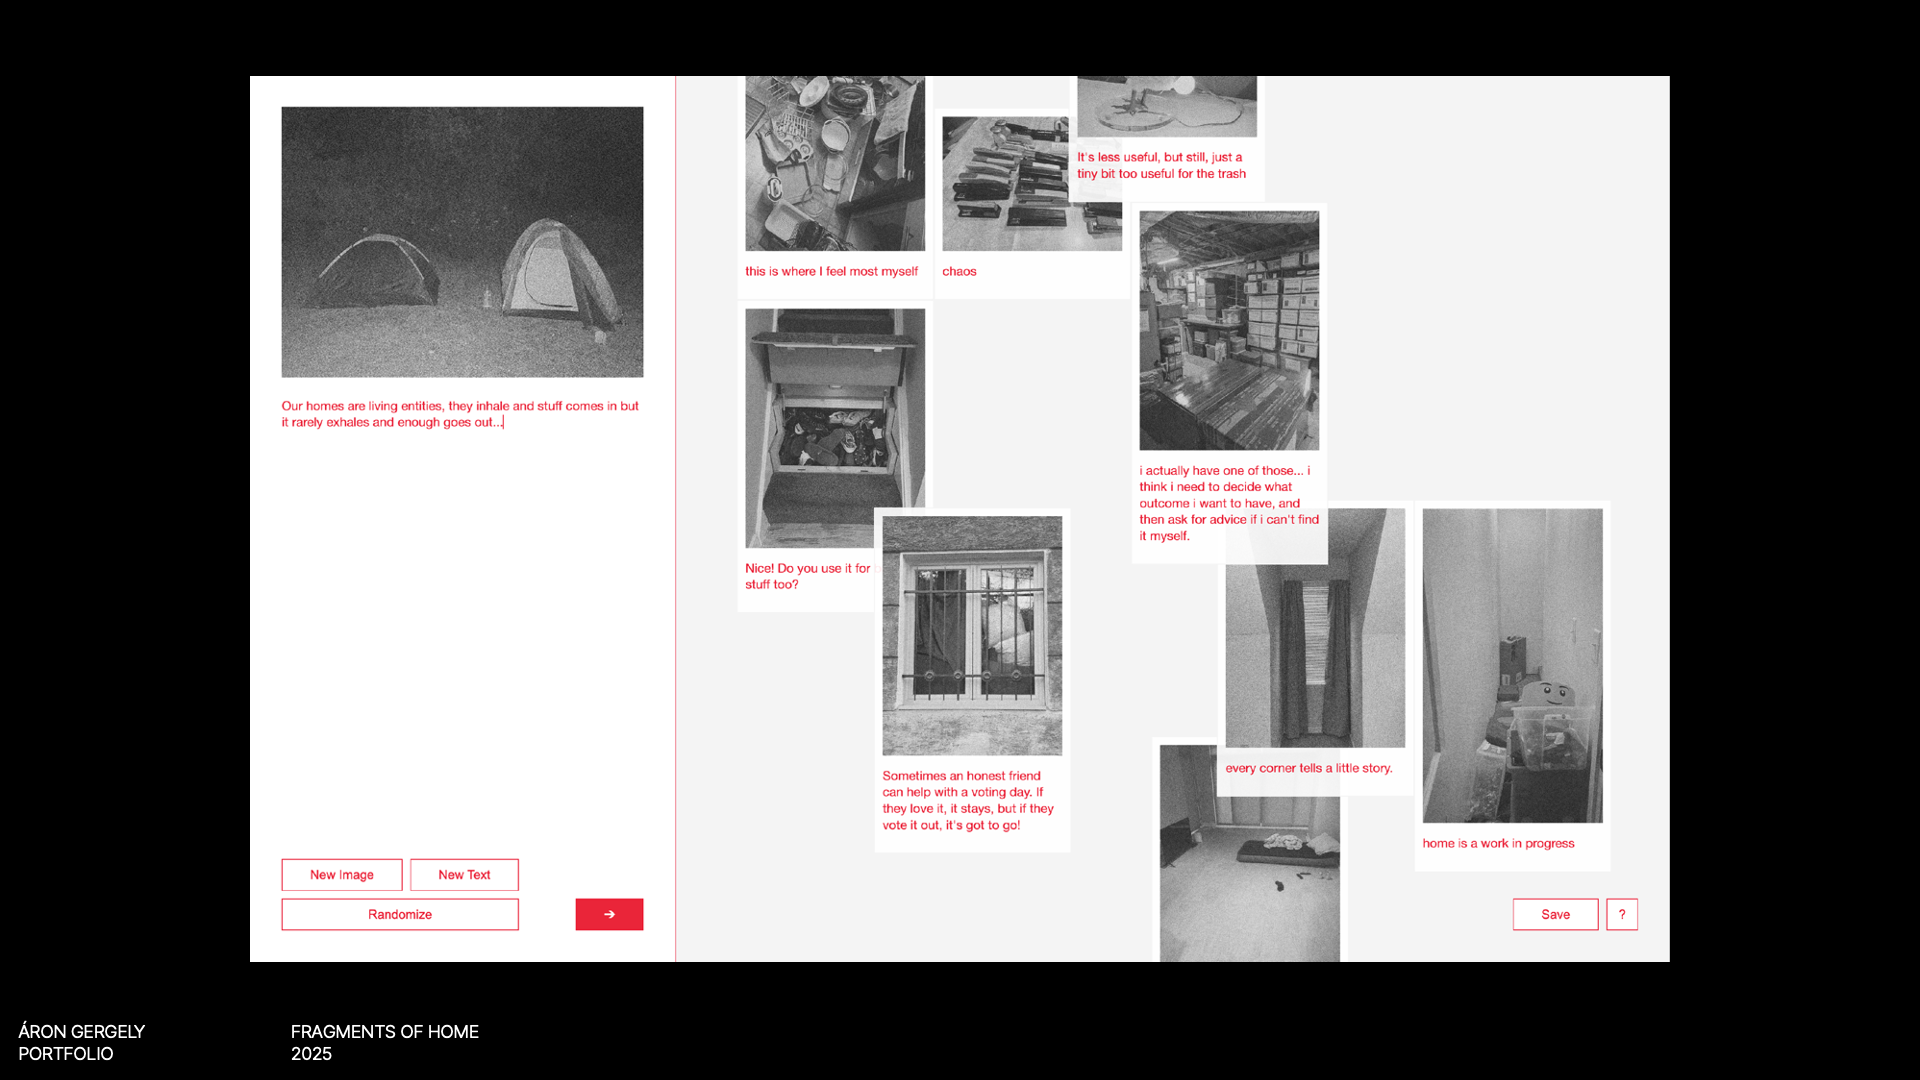 Our homes are living entities, they inhale and stuff comes in but
it rarely exhales and enough goes out...
New Image
New Text
Randomize
→
this is where I feel most myself
chaos
It's less useful, but still, just a
tiny bit too useful for the trash
Nice! Do you use it for
stuff too?
i actually have one of those... i
think i need to decide what
outcome i want to have, and
then ask for advice if i can't find
it myself.
Sometimes an honest friend
can help with a voting day. If
they love it, it stays, but if they
vote it out, it's got to go!
every corner tells a little story.
home is a work in progress
Save
?
ÁRON GERGELY
PORTFOLIO
FRAGMENTS OF HOME
2025